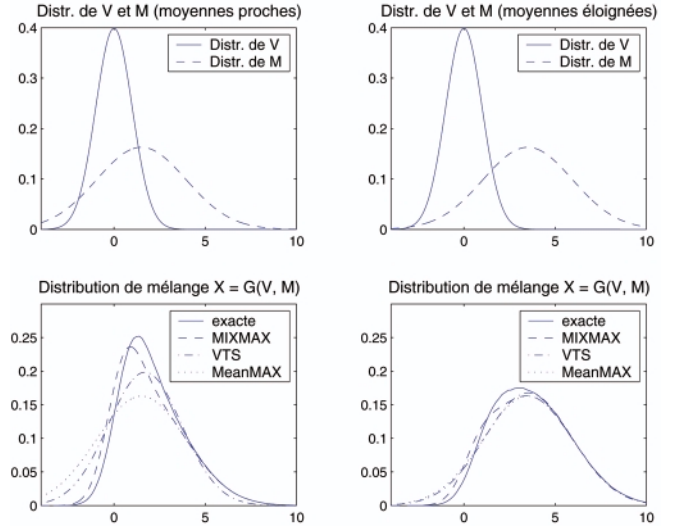 Distr. de V et M (moyennes proches)
0.4
0.3
0.2
0.1
0
0
5
10
Distr. de V
Distr. de M
Distr. de V et M (moyennes éloignées)
0.4
0.3
0.2
0.1
0
0
5
10
Distr. de V
Distr. de M
Distribution de mélange X = G(V, M)
0.25
0.2
0.15
0.1
0.05
0
0
5
10
exacte
MIXMAX
VTS
MeanMAX
Distribution de mélange X = G(V, M)
0.25
0.2
0.15
0.1
0.05
0
0
5
10
exacte
MIXMAX
VTS
MeanMAX